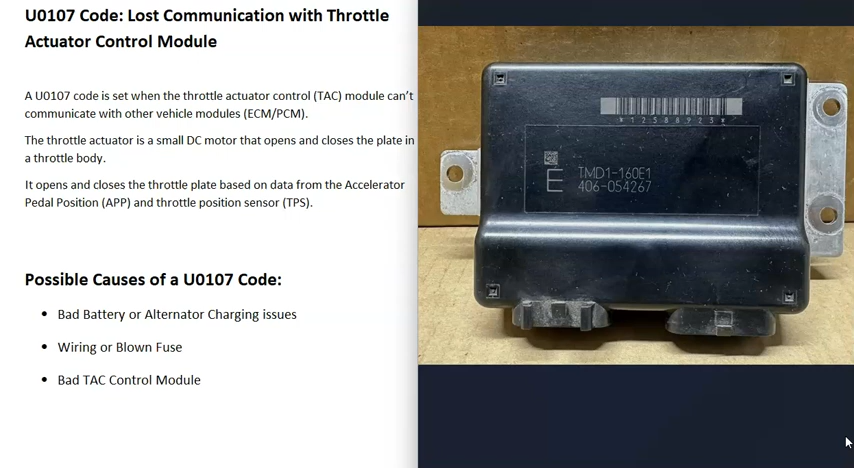 U0107 Code: Lost Communication with Throttle
Actuator Control Module
A U0107 code is set when the throttle actuator control (TAC) module can't
communicate with other vehicle modules (ECM/PCM).
The throttle actuator is a small DC motor that opens and closes the plate in
a throttle body.
It opens and closes the throttle plate based on data from the Accelerator
Pedal Position (APP) and throttle position sensor (TPS).
Possible Causes of a U0107 Code:
• Bad Battery or Alternator Charging issues
• Wiring or Blown Fuse
• Bad TAC Control Module
*12588923*
E
TMD1-160E1
406-054267